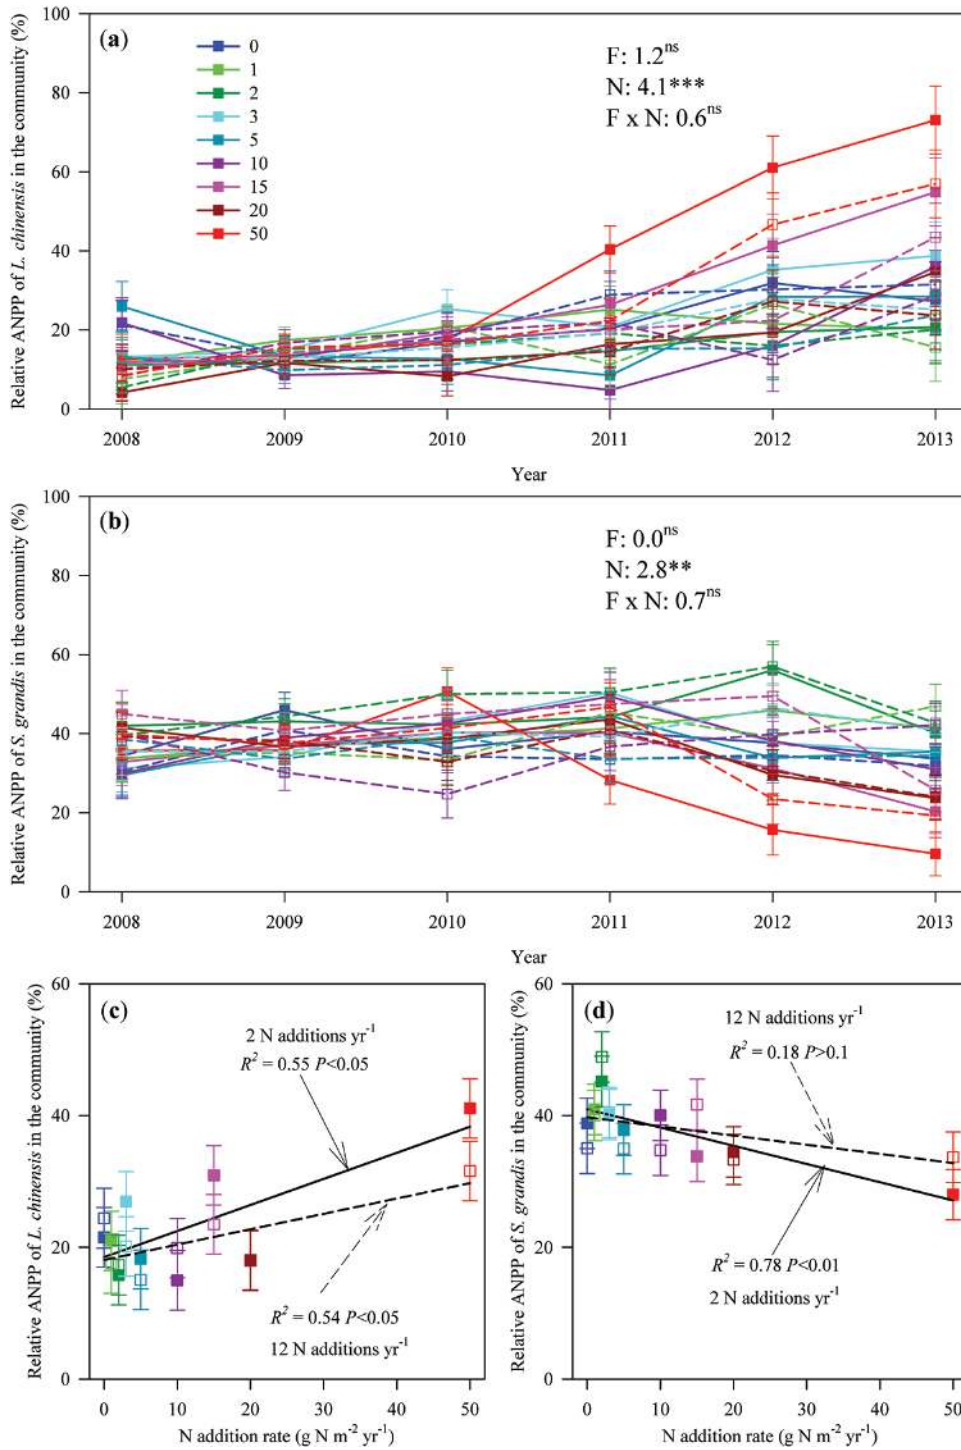 Relative ANPP of L. chinensis in the community (%)
100
80
60
40
20
0
(a)
0
1
2
3
5
10
15
20
50
F: 1.2ns
N: 4.1***
F x N: 0.6ns
2008 2009 2010 2011 2012 2013
Year
Relative ANPP of S. grandis in the community (%)
100
80
60
40
20
0
(b)
F: 0.0ns
N: 2.8**
F x N: 0.7ns
2008 2009 2010 2011 2012 2013
Year
Relative ANPP of L. chinensis in the community (%)
60
40
20
0
(c)
2 N additions yr-1
R2 = 0.55 P<0.05
R2 = 0.54 P<0.05
12 N additions yr-1
0 10 20 30 40 50
N addition rate (g N m-2 yr-1)
Relative ANPP of S. grandis in the community (%)
60
40
20
0
(d)
12 N additions yr-1
R2 = 0.18 P>0.1
R2 = 0.78 P<0.01
2 N additions yr-1
0 10 20 30 40 50
N addition rate (g N m-2 yr-1)